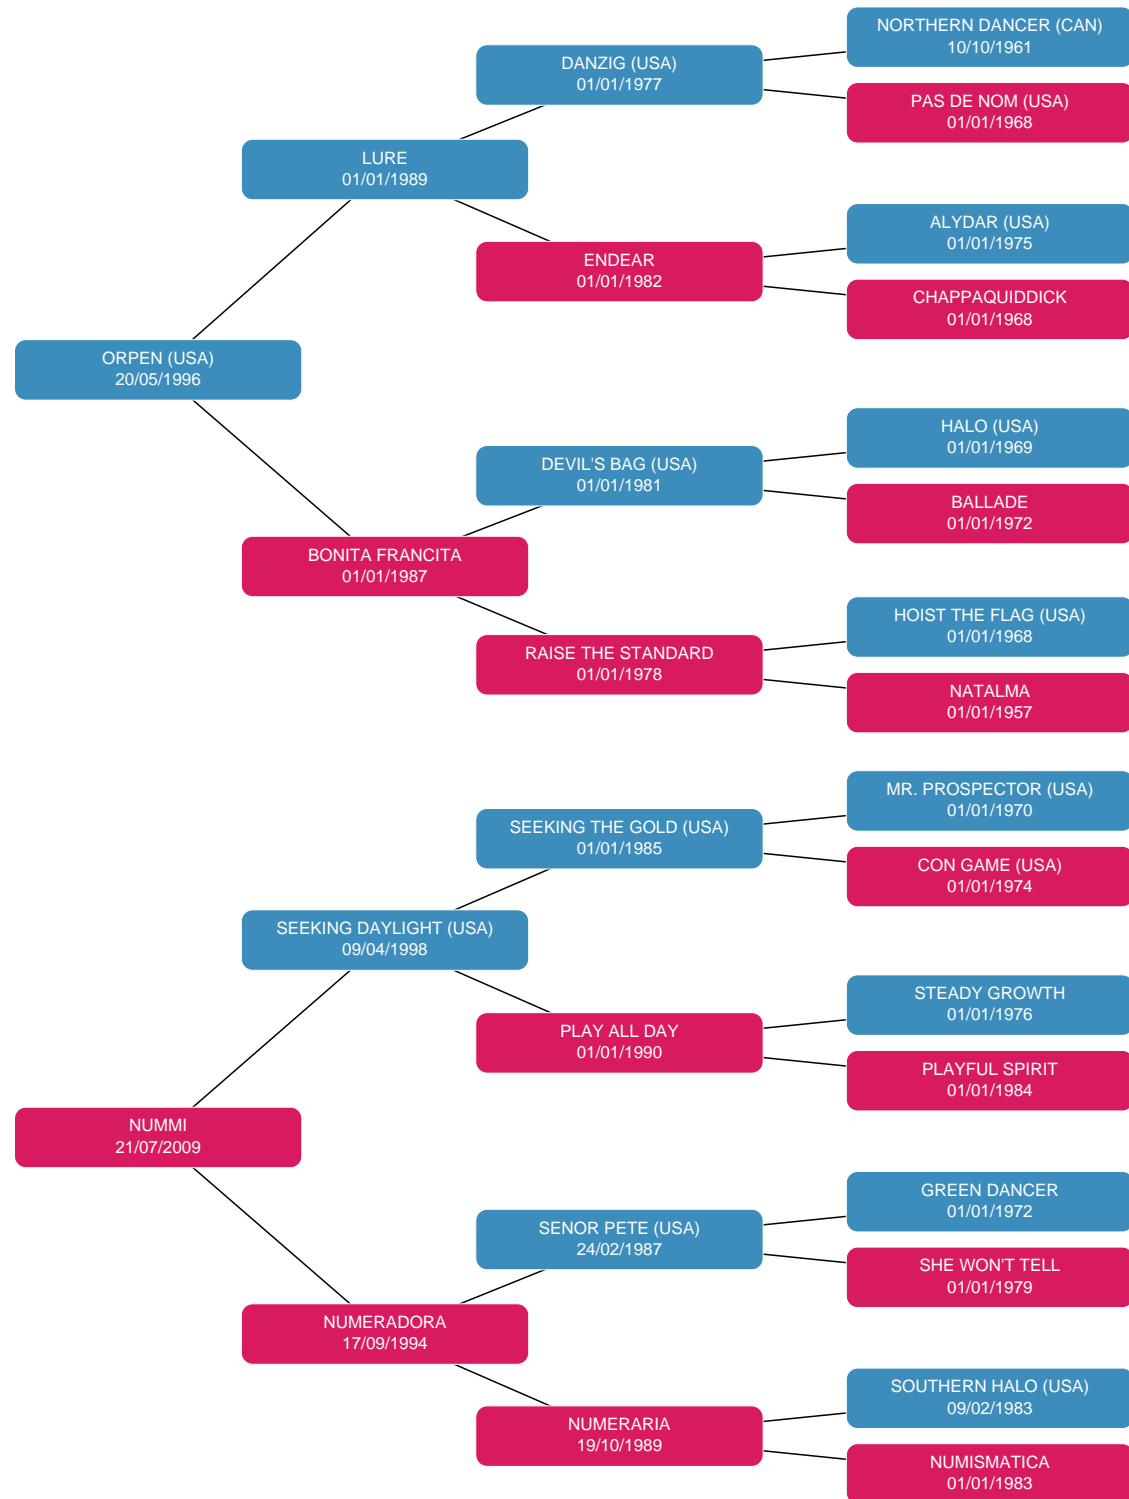 NORTHERN DANCER (CAN)
10/10/1961
DANZIG (USA)
01/01/1977
PAS DE NOM (USA)
01/01/1968
LURE
01/01/1989
ALYDAR (USA)
01/01/1975
ENDEAR
01/01/1982
CHAPPAQUIDDICK
01/01/1968
ORPEN (USA)
20/05/1996
HALO (USA)
01/01/1969
DEVIL'S BAG (USA)
01/01/1981
BALLADE
01/01/1972
BONITA FRANCITA
01/01/1987
HOIST THE FLAG (USA)
01/01/1968
RAISE THE STANDARD
01/01/1978
NATALMA
01/01/1957
MR. PROSPECTOR (USA)
01/01/1970
SEEKING THE GOLD (USA)
01/01/1985
CON GAME (USA)
01/01/1974
SEEKING DAYLIGHT (USA)
09/04/1998
STEADY GROWTH
01/01/1976
PLAY ALL DAY
01/01/1990
PLAYFUL SPIRIT
01/01/1984
NUMMI
21/07/2009
GREEN DANCER
01/01/1972
SENOR PETE (USA)
24/02/1987
SHE WON'T TELL
01/01/1979
NUMERADORA
17/09/1994
SOUTHERN HALO (USA)
09/02/1983
NUMERARIA
19/10/1989
NUMISMATICA
01/01/1983